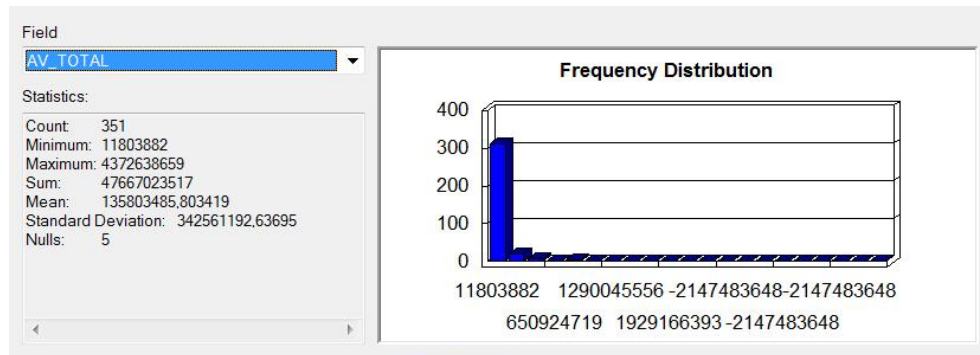 Field
AV_TOTAL
Statistics:
Count: 351
Minimum: 11803882
Maximum: 4372638659
Sum: 47667023517
Mean: 135803485,803419
Standard Deviation: 342561192,63695
Nulls: 5
Frequency Distribution
400
300
200
100
0
11803882 1290045556 -2147483648-2147483648
650924719 1929166393 -2147483648